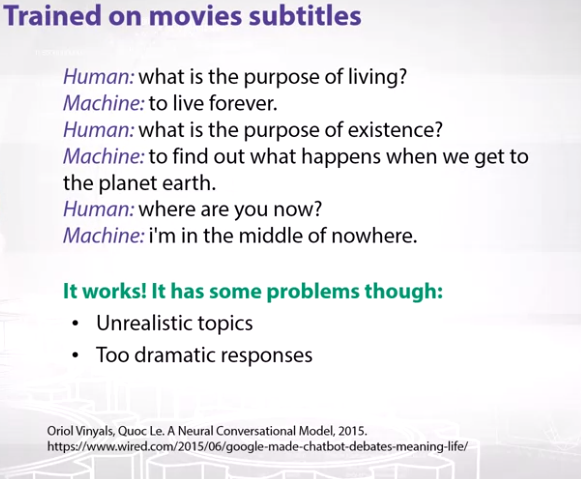 Trained on movies subtitles
Human: what is the purpose of living?
Machine: to live forever.
Human: what is the purpose of existence?
Machine: to find out what happens when we get to
the planet earth.
Human: where are you now?
Machine: i'm in the middle of nowhere.
It works! It has some problems though:
• Unrealistic topics
• Too dramatic responses
Oriol Vinyals, Quoc Le. A Neural Conversational Model, 2015.
https://www.wired.com/2015/06/google-made-chatbot-debates-meaning-life/